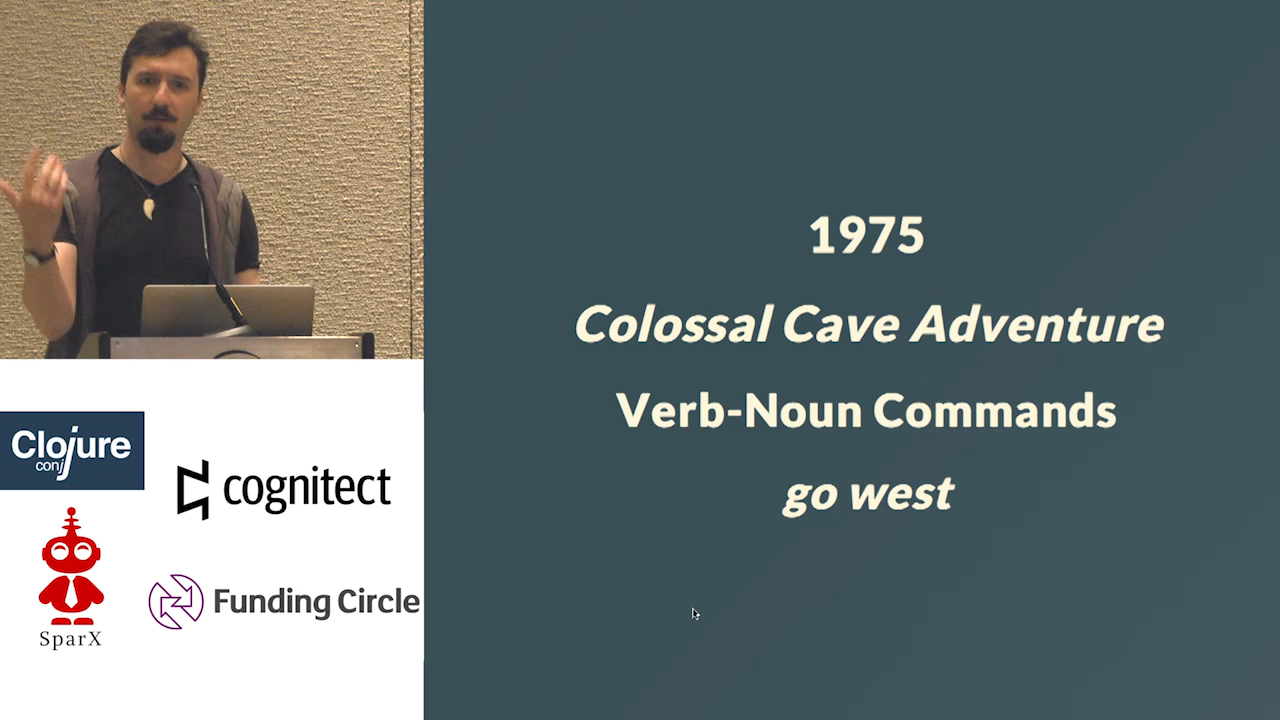 1975
Colossal Cave Adventure
Verb-Noun Commands
go west
Clojure
conj
cognitect
SparX
Funding Circle